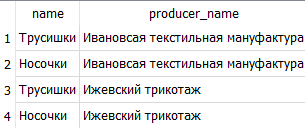 name producer_name
1 Трусишки Ивановсая текстильная мануфактура
2 Носочки Ивановсая текстильная мануфактура
3 Трусишки Ижевский трикотаж
4 Носочки Ижевский трикотаж